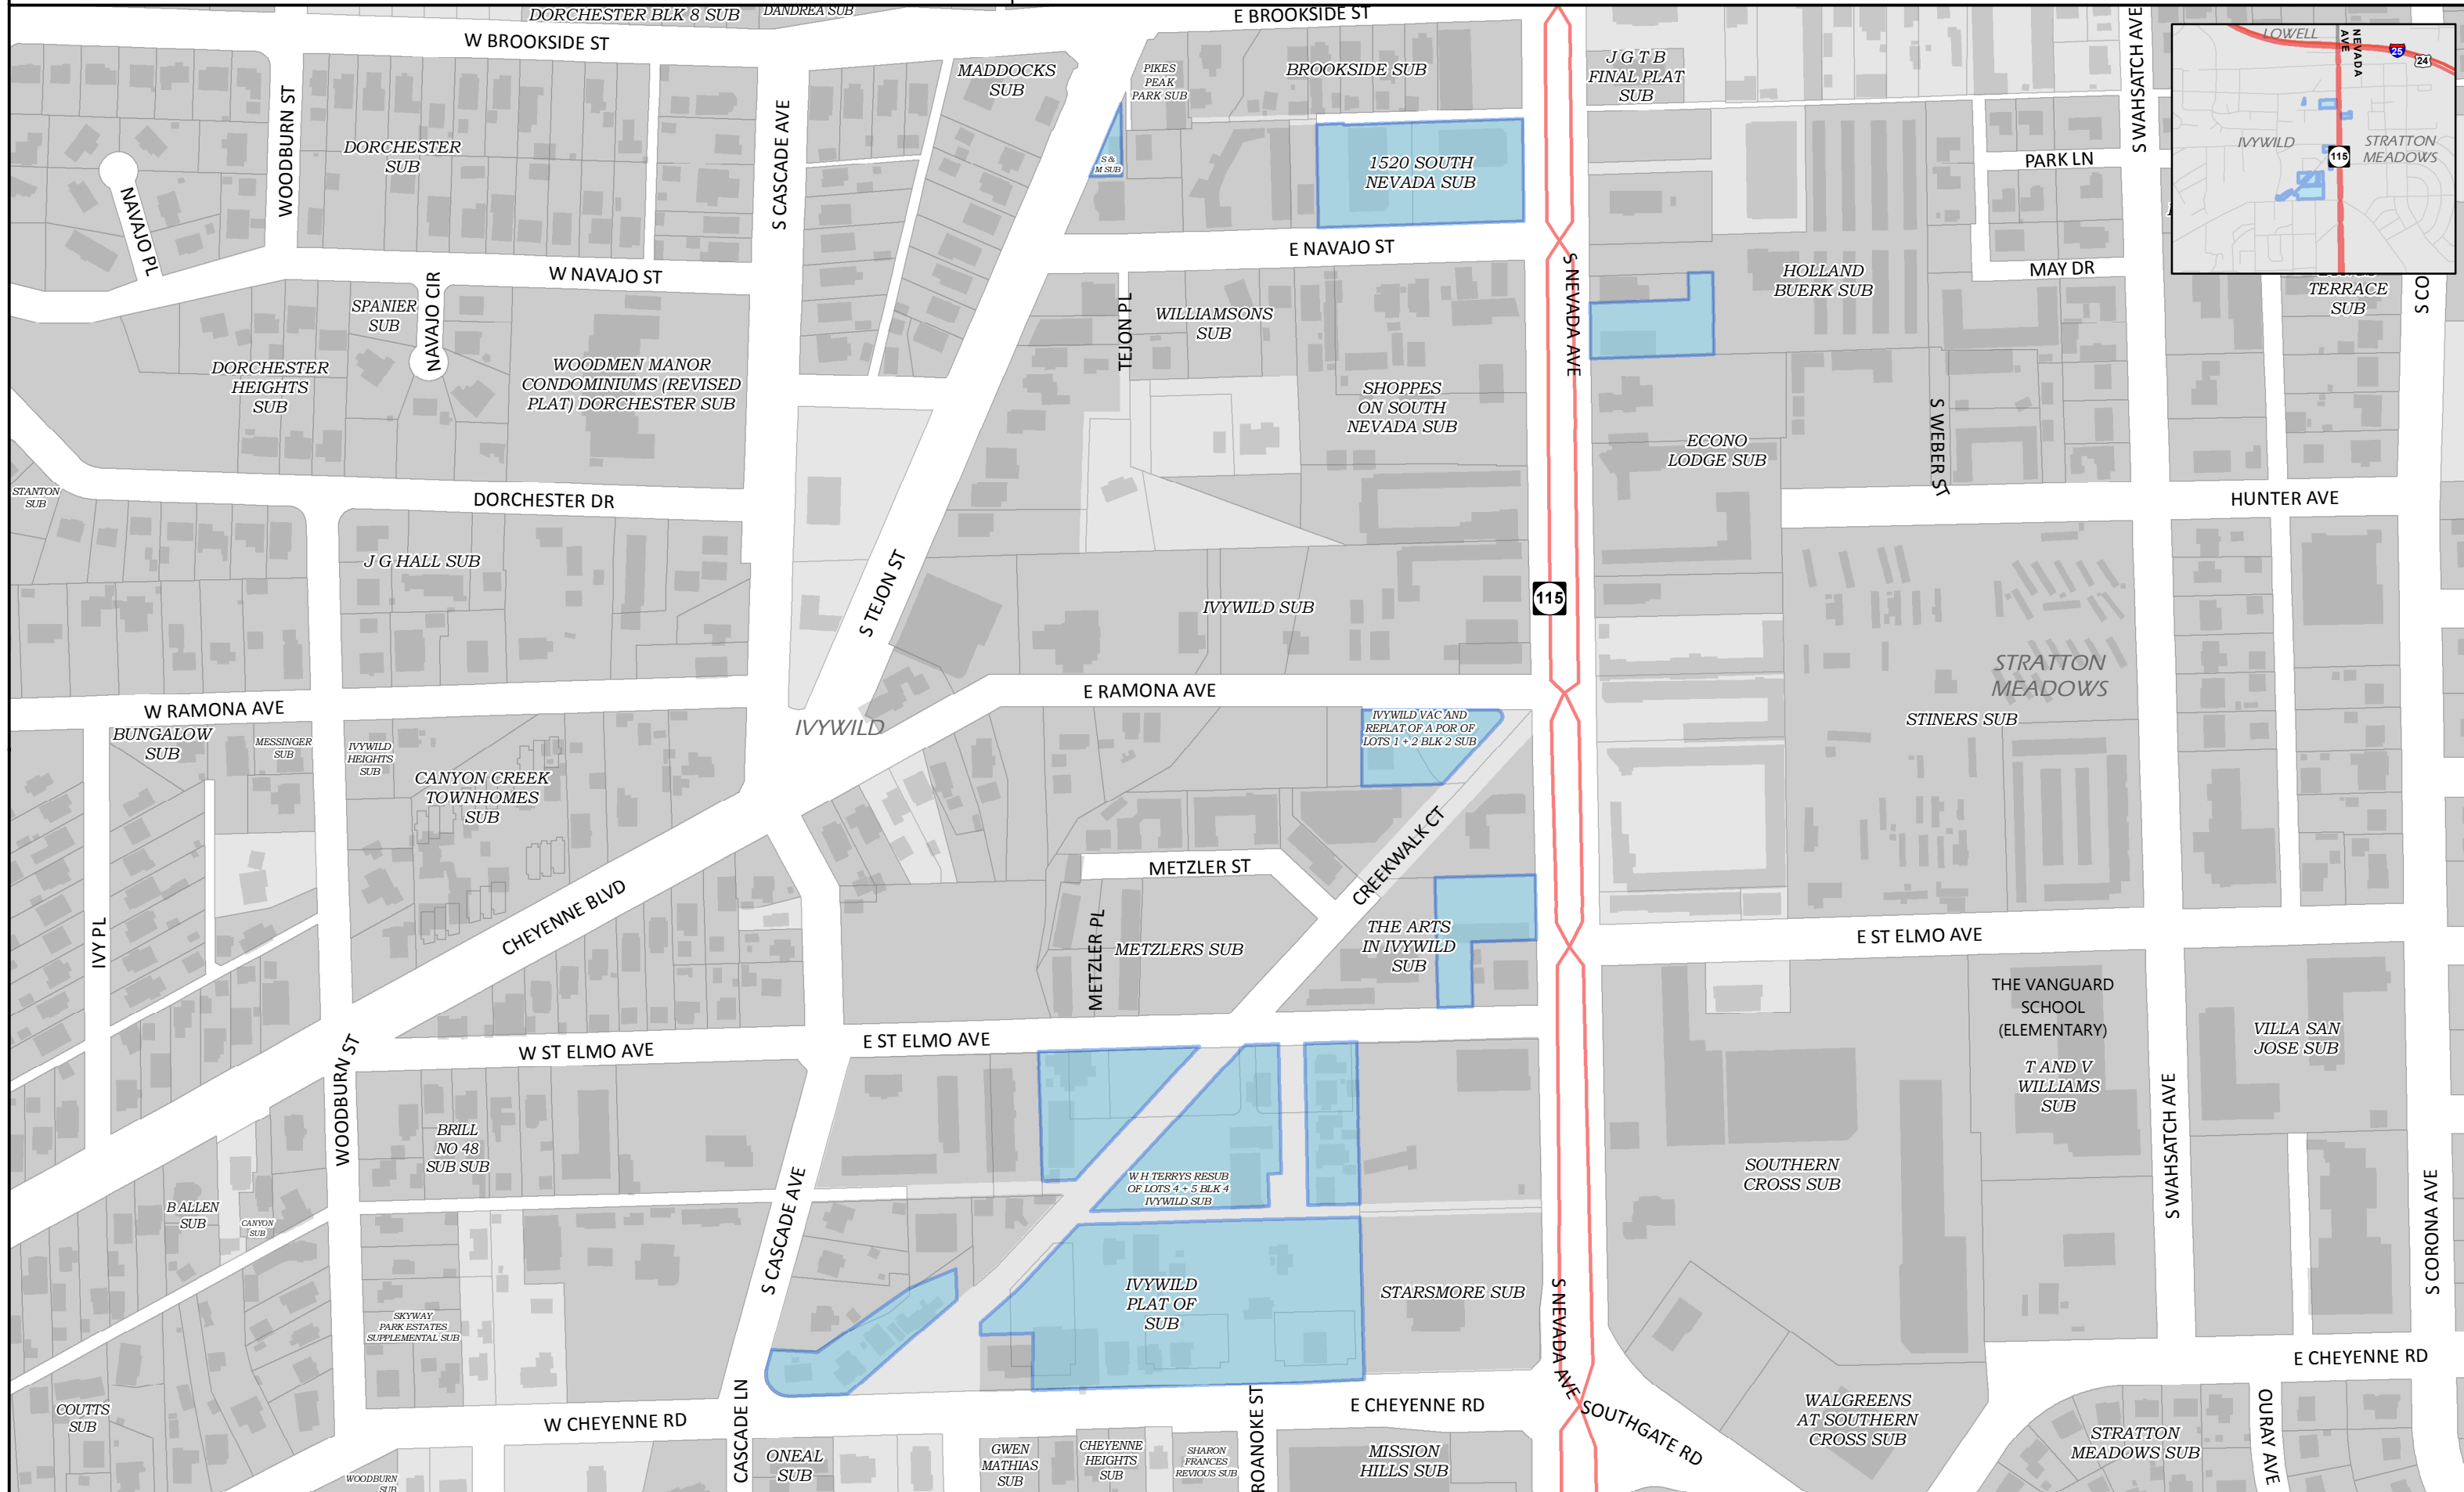 DORCHESTER BLK 8 SUB
DANDREA SUB
E BROOKSIDE ST
W BROOKSIDE ST
MADDOCKS
SUB
PIKES
PEAK
PARK SUB
BROOKSIDE SUB
J G T B
FINAL PLAT
SUB
S WAHSATCH AVE
LOWELL
NEVADA
AVE
25
24
IVYWILD
STRATTON
MEADOWS
115
WOODBURN ST
DORCHESTER
SUB
S CASCADE AVE
S &
M SUB
1520 SOUTH
NEVADA SUB
PARK LN
NAVAJO PL
W NAVAJO ST
E NAVAJO ST
S NEVADA AVE
HOLLAND
BUERK SUB
MAY DR
TERRACE
SUB
S CO
SPANIER
SUB
NAVAJO CIR
TEJON PL
WILLIAMSONS
SUB
DORCHESTER
HEIGHTS
SUB
WOODMEN MANOR
CONDOMINIUMS (REVISED
PLAT) DORCHESTER SUB
SHOPPES
ON SOUTH
NEVADA SUB
ECONO
LODGE SUB
S WEBER ST
STANTON
SUB
DORCHESTER DR
HUNTER AVE
J G HALL SUB
S TEJON ST
IVYWILD SUB
115
STRATTON
MEADOWS
W RAMONA AVE
E RAMONA AVE
BUNGALOW
SUB
MESSINGER
SUB
IVYWILD
HEIGHTS
SUB
IVYWILD
IVYWILD VAC AND
REPLAT OF A POR OF
LOTS 1 + 2 BLK 2 SUB
STINERS SUB
CANYON CREEK
TOWNHOMES
SUB
METZLER ST
CREEKWALK CT
IVY PL
CHEYENNE BLVD
METZLER PL
METZLERS SUB
THE ARTS
IN IVYWILD
SUB
E ST ELMO AVE
W ST ELMO AVE
E ST ELMO AVE
THE VANGUARD
SCHOOL
(ELEMENTARY)
T AND V
WILLIAMS
SUB
VILLA SAN
JOSE SUB
WOODBURN ST
BRILL
NO 48
SUB SUB
S CASCADE AVE
W H TERRYS RESUB
OF LOTS 4 + 5 BLK 4
IVYWILD SUB
SOUTHERN
CROSS SUB
S WAHSATCH AVE
S CORONA AVE
B ALLEN
SUB
CANYON
SUB
IVYWILD
PLAT OF
SUB
STARSMORE SUB
S NEVADA AVE
SKYWAY
PARK ESTATES
SUPPLEMENTAL SUB
E CHEYENNE RD
COUTTS
SUB
W CHEYENNE RD
CASCADE LN
ROANOKE ST
E CHEYENNE RD
SOUTHGATE RD
WALGREENS
AT SOUTHERN
CROSS SUB
STRATTON
MEADOWS SUB
OURAY AVE
WOODBURN
SUB
ONEAL
SUB
GWEN
MATHIAS
SUB
CHEYENNE
HEIGHTS
SUB
SHARON
FRANCES
REVIOUS SUB
MISSION
HILLS SUB